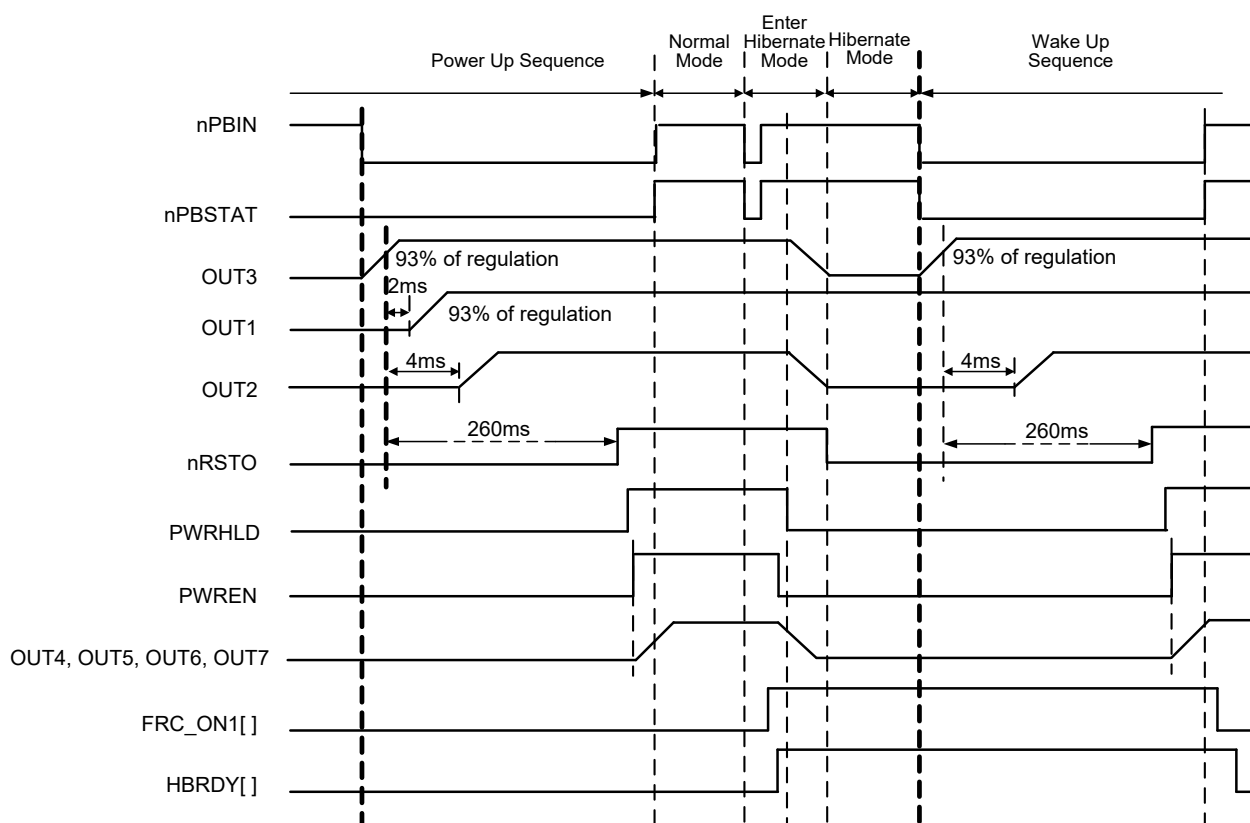 Power Up Sequence
Normal
Mode
Enter
Hibernate
Mode
Hibernate
Mode
Wake Up
Sequence
nPBIN
nPBSTAT
OUT3
93% of regulation
93% of regulation
2ms
OUT1
93% of regulation
OUT2
4ms
4ms
nRSTO
260ms
260ms
PWRHLD
PWREN
OUT4, OUT5, OUT6, OUT7
FRC_ON1[ ]
HBRDY[ ]